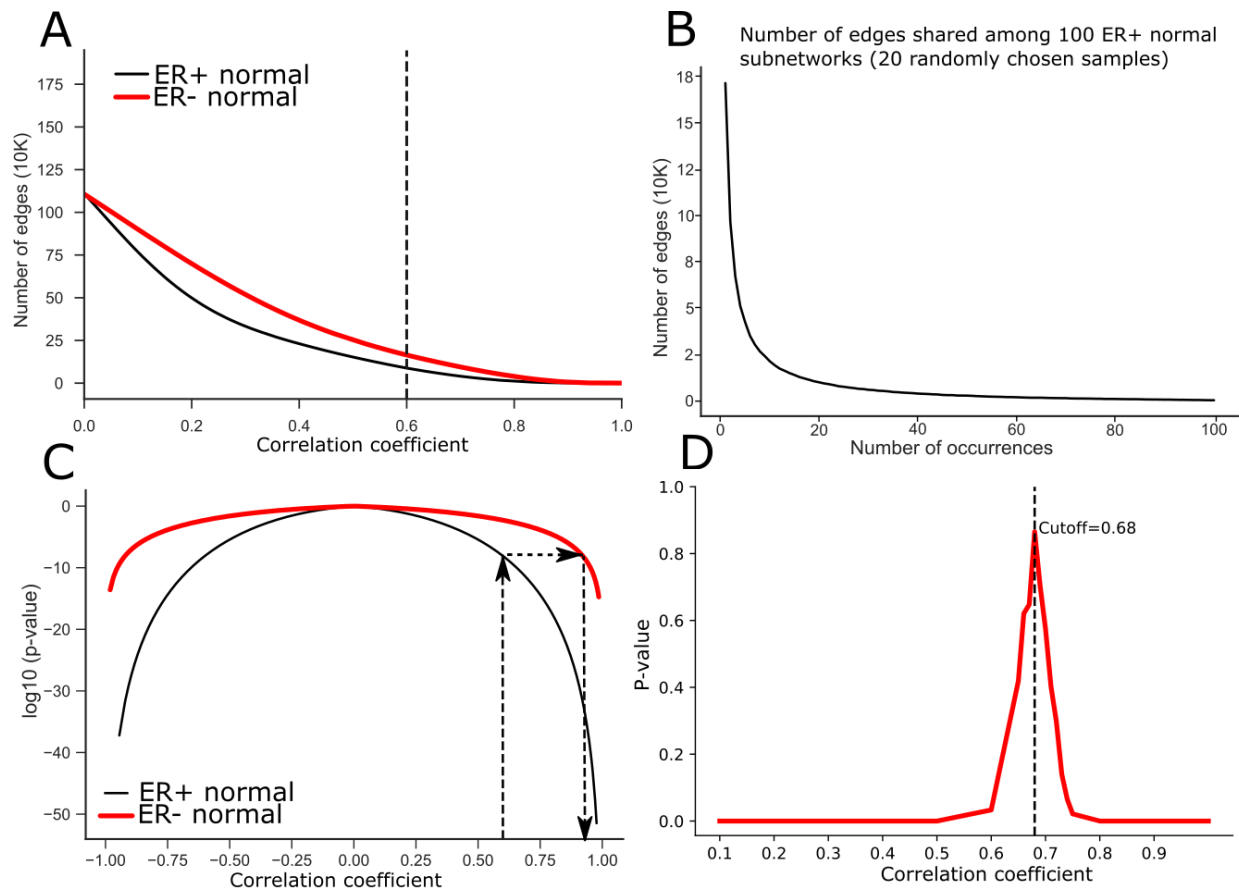 A
ER+ normal
ER- normal
Number of edges (10K)
175
150
125
100
75
50
25
0
0.0 0.2 0.4 0.6 0.8 1.0
Correlation coefficient
B
Number of edges shared among 100 ER+ normal
subnetworks (20 randomly chosen samples)
Number of edges (10K)
18
15
12
10
8
5
2
0
0 20 40 60 80 100
Number of occurrences
C
log10 (p-value)
0
−10
−20
−30
−40
−50
ER+ normal
ER- normal
−1.00 −0.75 −0.50 −0.25 0.00 0.25 0.50 0.75 1.00
Correlation coefficient
D
Cutoff=0.68
P-value
1.0
0.8
0.6
0.4
0.2
0.0
0.1 0.2 0.3 0.4 0.5 0.6 0.7 0.8 0.9
Correlation coefficient